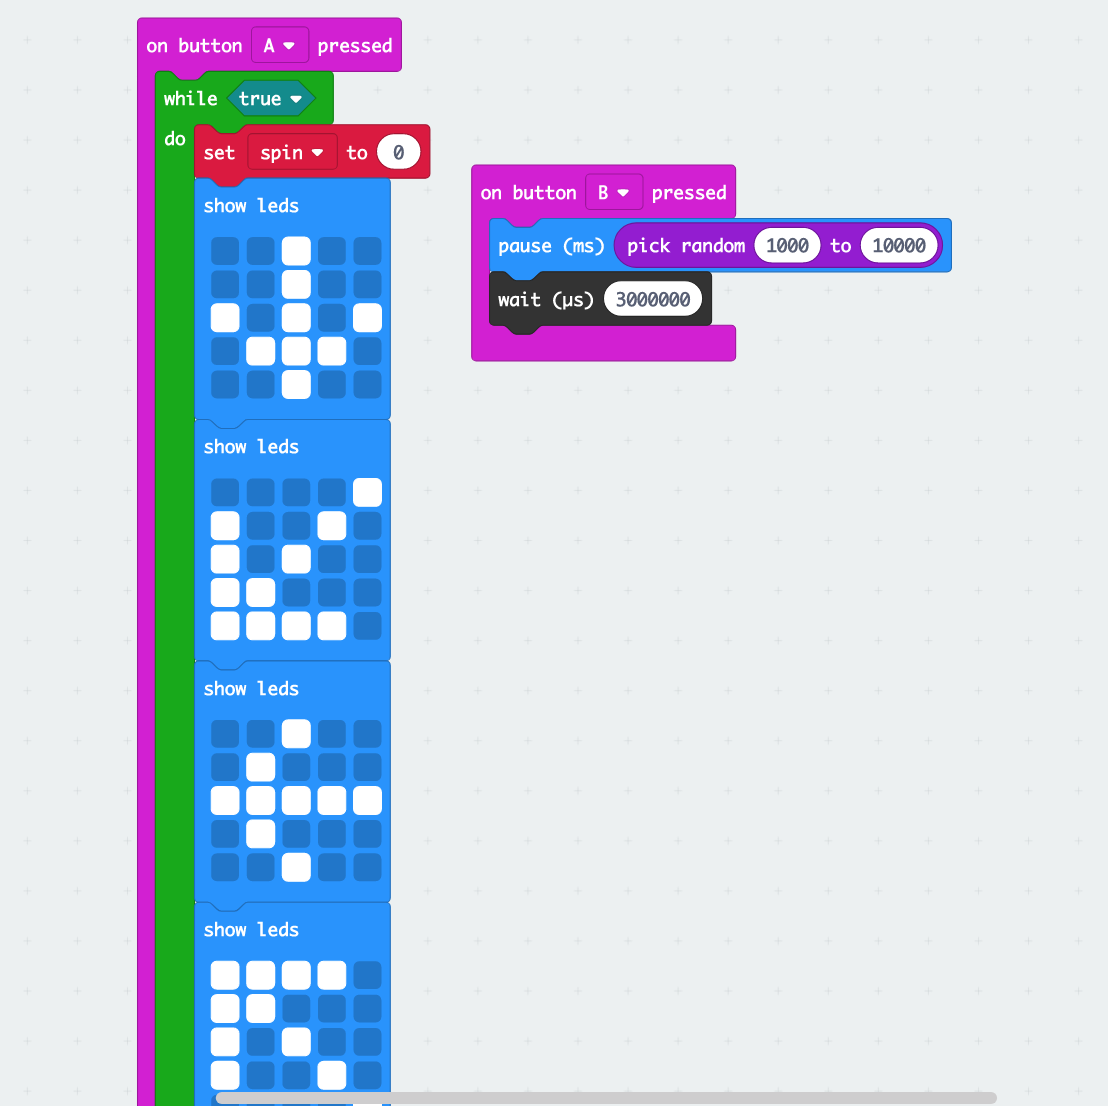 on button A pressed
while true
do
set spin to 0
show leds
show leds
show leds
show leds
on button B pressed
pause (ms) pick random 1000 to 10000
wait (µs) 3000000